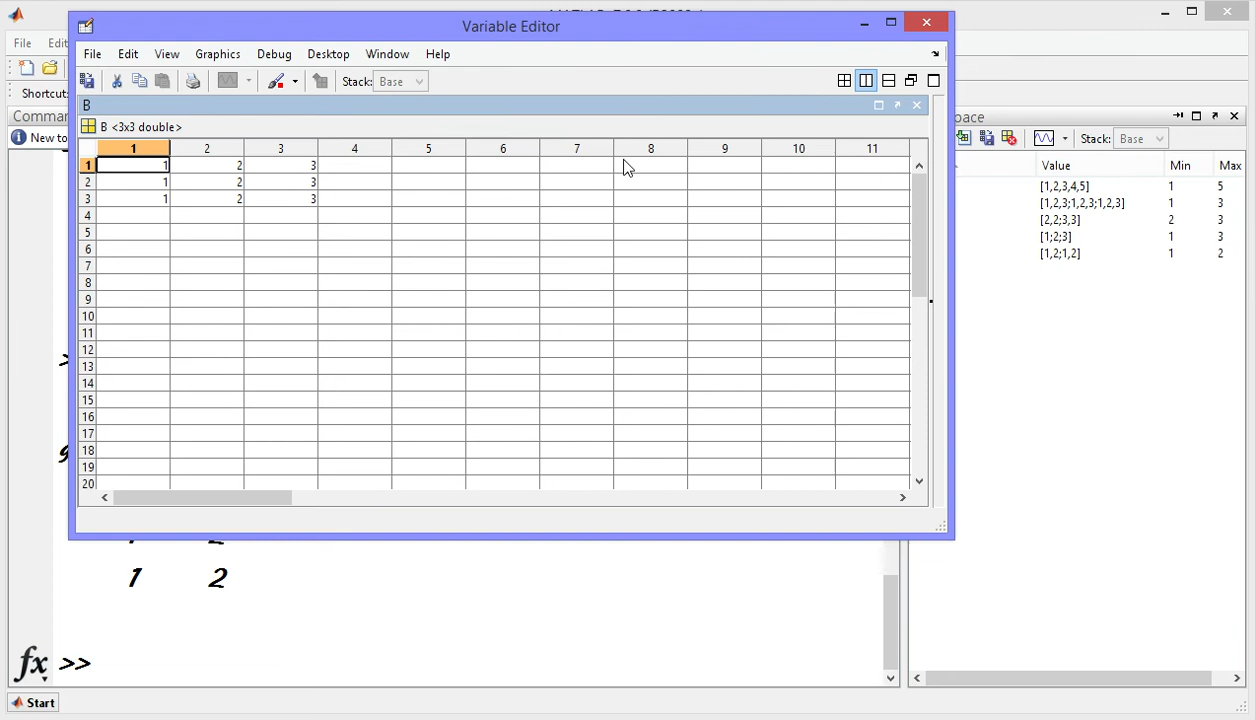 Variable Editor
File Edit
File Edit View Graphics Debug Desktop Window Help
Stack: Base
Shortcuts
B
Stack: Base
New to
B <3x3 double>
1 2 3 4 5 6 7 8 9 10 11
Value Min Max
1 1 2 3
2 1 2 3
3 1 2 3
4
5
6
7
8
9
10
11
12
13
14
15
16
17
18
19
20
[1,2,3,4,5] 1 5
[1,2,3;1,2,3;1,2,3] 1 3
[2,2;3,3] 2 3
[1;2;3] 1 3
[1,2;1,2] 1 2
1 2
fx >>
Start